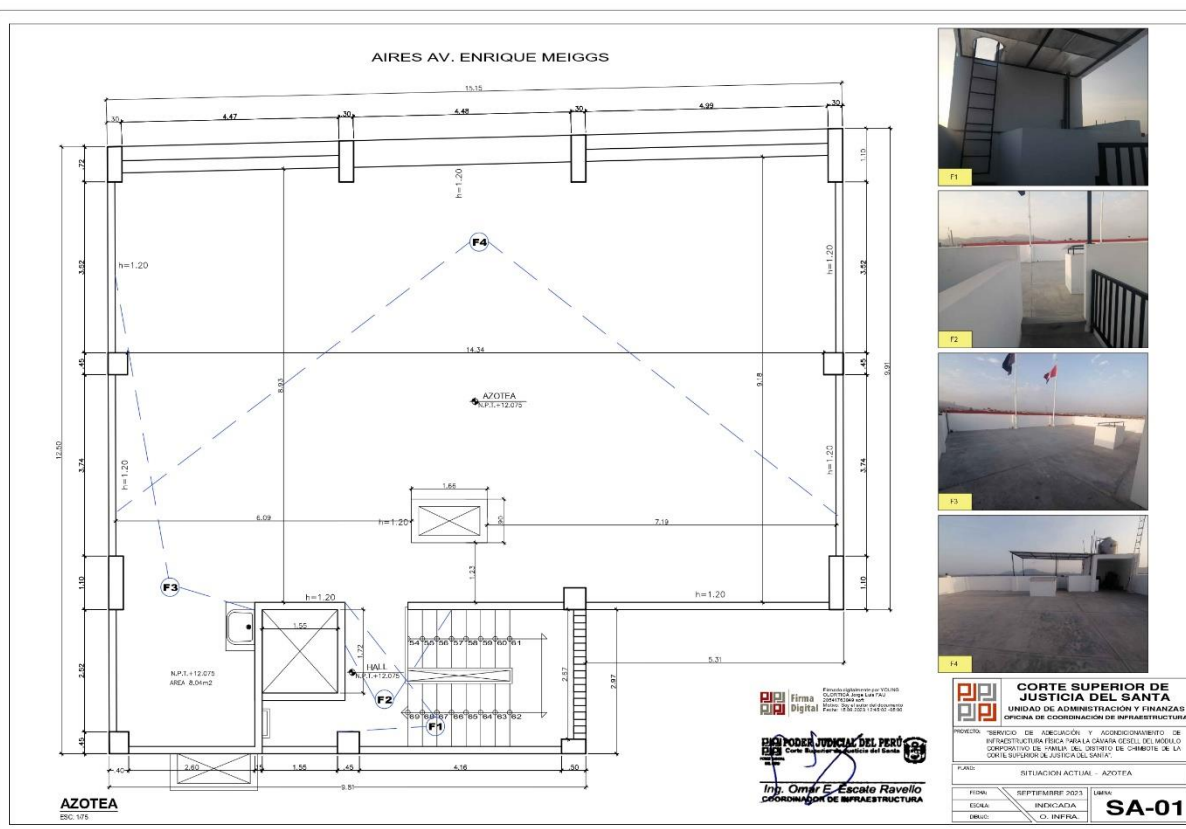 AIRES AV. ENRIQUE MEIGGS
15.15
30
4.47
30
4.48
30
4.99
.72
1.10
h=1.20
F4
h=1.20
h=1.20
3.52
3.52
12.50
14.34
.45
.45
8.93
9.18
9.91
AZOTEA
N.P.T.+12.075
3.74
h=1.20
h=1.20
3.74
1.66
6.09
h=1.20
.90
7.19
1.23
1.10
F3
1.10
h=1.20
h=1.20
1.55
1.72
54 55 56 57 58 59 60 61
2.52
N.P.T.+12.075
AREA 8.04m2
HALL
N.P.T.+12.075
F2
2.67
2.97
5.31
69 68 67 66 65 64 63 62
F1
.45
.40
2.60
.15
1.55
.45
4.16
.50
9.81
AZOTEA
ESC. 1/75
F1
F2
F3
F4
Firma
Digital
Firmado digitalmente por YOUNG
PODER JUDICIAL DEL PERÚ
Corte Superior de Justicia del Santa
Ing. Omar E. Escate Ravello
COORDINADOR DE INFRAESTRUCTURA
CORTE SUPERIOR DE
JUSTICIA DEL SANTA
UNIDAD DE ADMINISTRACIÓN Y FINANZAS
OFICINA DE COORDINACIÓN DE INFRAESTRUCTURA
PROYECTO: "SERVICIO DE ADECUACIÓN Y ACONDICIONAMIENTO DE
INFRAESTRUCTURA FÍSICA PARA LA CÁMARA GESELL DEL MÓDULO
CORPORATIVO DE FAMILIA DEL DISTRITO DE CHIMBOTE DE LA
CORTE SUPERIOR DE JUSTICIA DEL SANTA".
PLANO:
SITUACION ACTUAL - AZOTEA
FECHA: SEPTIEMBRE 2023
LAMINA:
ESCALA: INDICADA
SA-01
DIBUJO: O. INFRA.